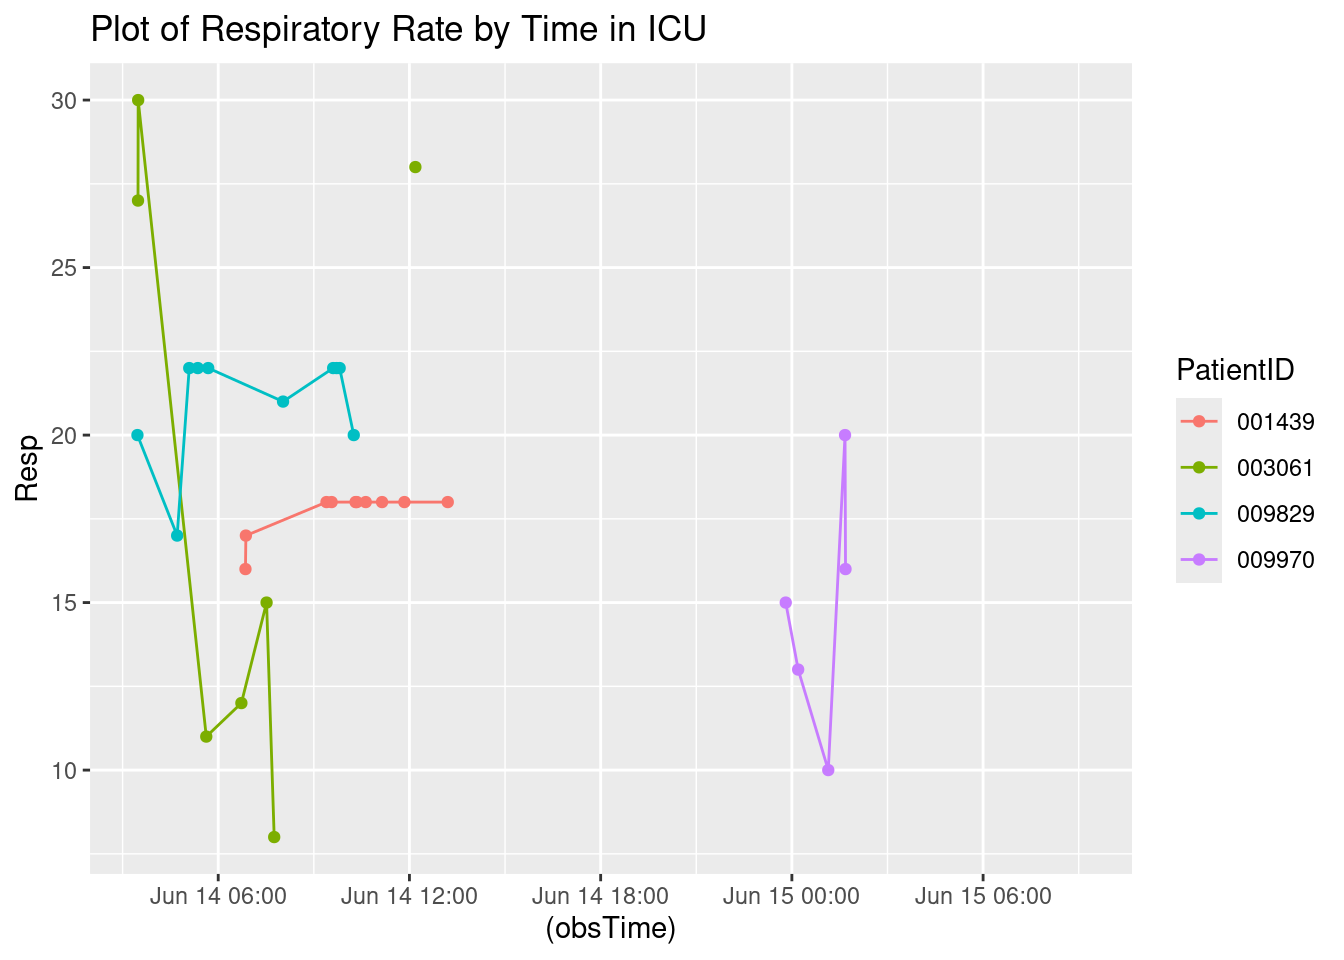 Plot of Respiratory Rate by Time in ICU
30
25
20
15
10
Resp
Jun 14 06:00 Jun 14 12:00 Jun 14 18:00 Jun 15 00:00 Jun 15 06:00
(obsTime)
PatientID
001439
003061
009829
009970